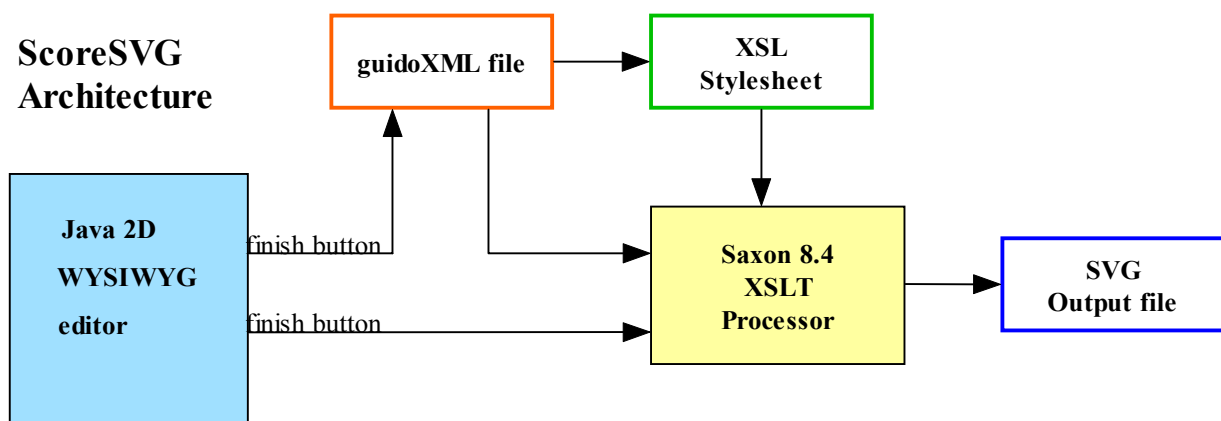 ScoreSVG
Architecture
guidoXML file
XSL
Stylesheet
Java 2D
WYSIWYG
editor
finish button
finish button
Saxon 8.4
XSLT
Processor
SVG
Output file